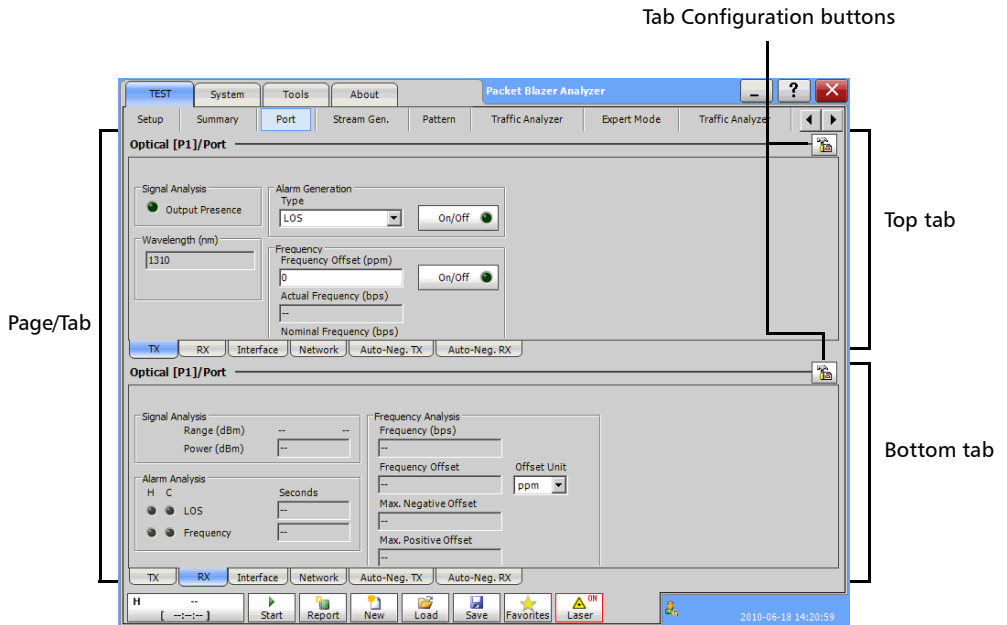 Tab Configuration buttons
TEST System Tools About Packet Blazer Analyzer _ ? X
Setup Summary Port Stream Gen. Pattern Traffic Analyzer Expert Mode Traffic Analyzer
Optical [P1]/Port
Signal Analysis
Output Presence
Wavelength (nm)
1310
Alarm Generation
Type
LOS On/Off
Frequency
Frequency Offset (ppm)
0 On/Off
Actual Frequency (bps)
--
Nominal Frequency (bps)
TX RX Interface Network Auto-Neg. TX Auto-Neg. RX
Top tab
Page/Tab
Optical [P1]/Port
Signal Analysis
Range (dBm) -- --
Power (dBm) --
Alarm Analysis
H C Seconds
LOS --
Frequency --
Frequency Analysis
Frequency (bps)
--
Frequency Offset Offset Unit
-- ppm
Max. Negative Offset
--
Max. Positive Offset
--
Bottom tab
TX RX Interface Network Auto-Neg. TX Auto-Neg. RX
H --
[ --:--:-- ]
Start Report New Load Save Favorites Laser ON
2010-06-18 14:20:59